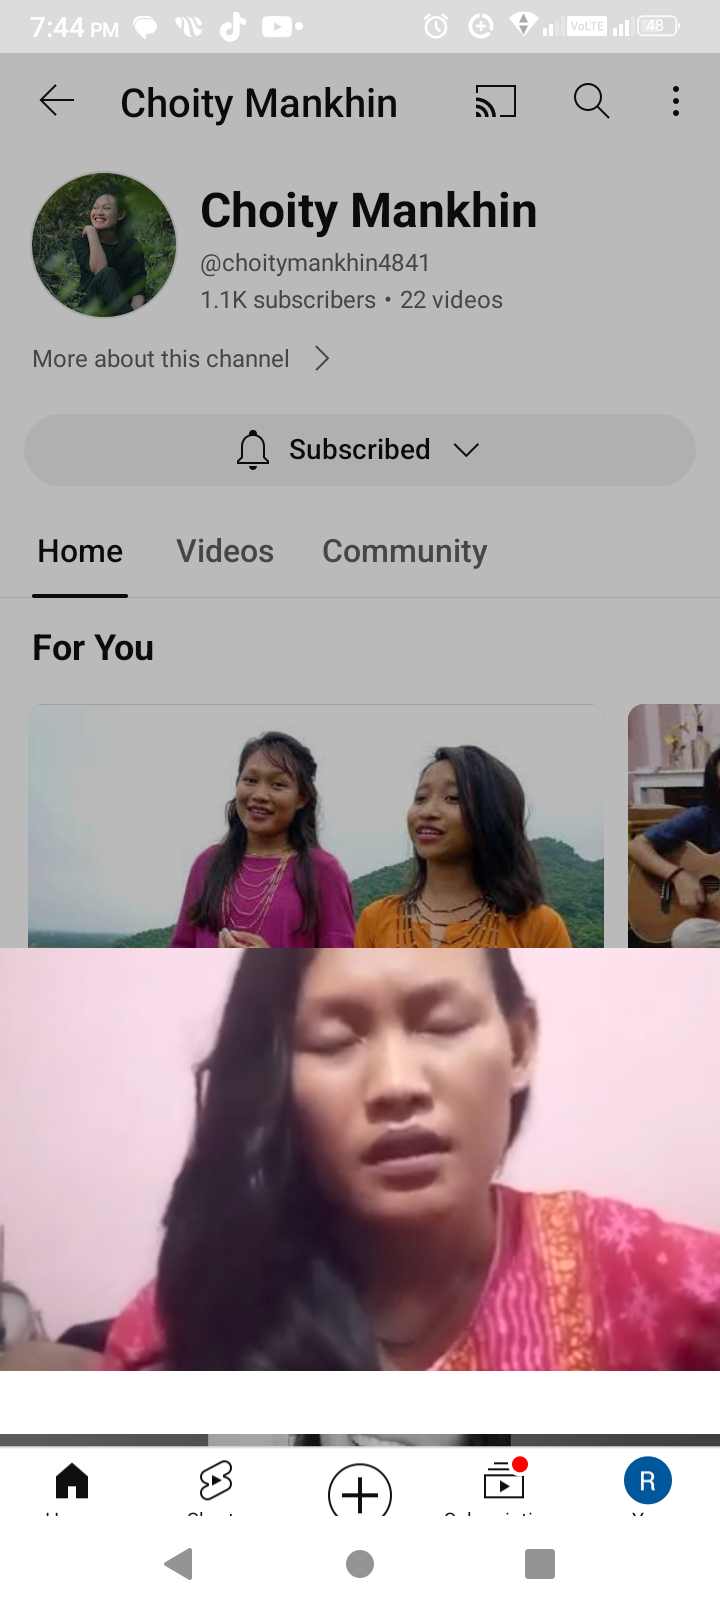 7:44 PM
VoLTE
48
Choity Mankhin
Choity Mankhin
@choitymankhin4841
1.1K subscribers • 22 videos
More about this channel
Subscribed
Home Videos Community
For You
R